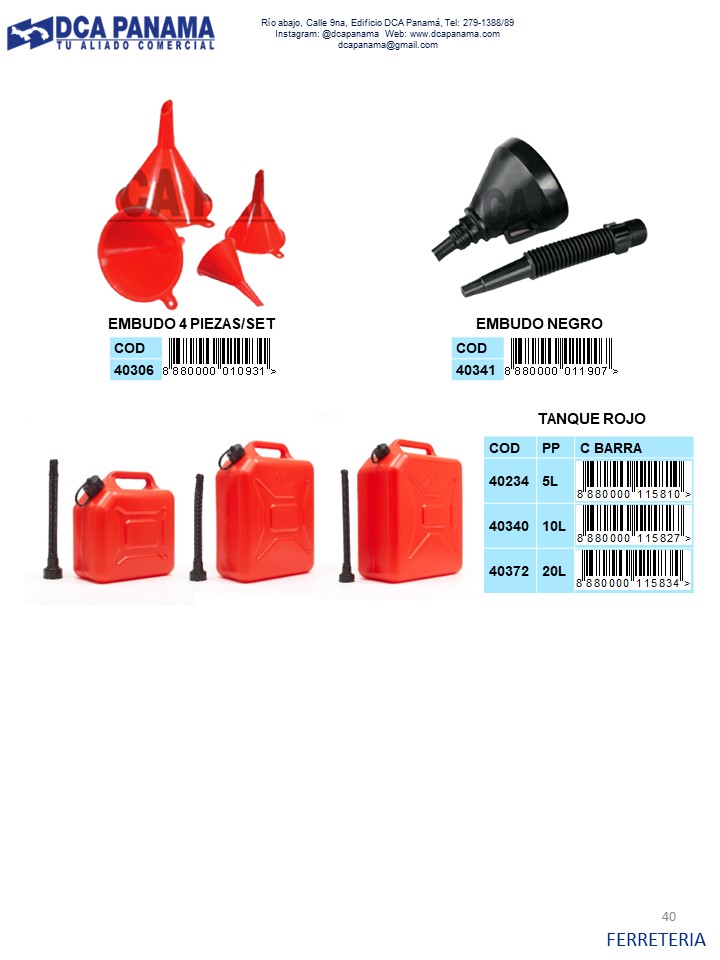 DCA PANAMA
TU ALIADO COMERCIAL
Río abajo, Calle 9na, Edificio DCA Panamá, Tel: 279-1388/89
Instagram: @dcapanama Web: www.dcapanama.com
dcapanama@gmail.com
EMBUDO 4 PIEZAS/SET
COD
40306
8 880000 010931 >
EMBUDO NEGRO
COD
40341
8 880000 011907 >
TANQUE ROJO
COD PP C BARRA
40234 5L 8 880000 115810 >
40340 10L 8 880000 115827 >
40372 20L 8 880000 115834 >
40
FERRETERIA